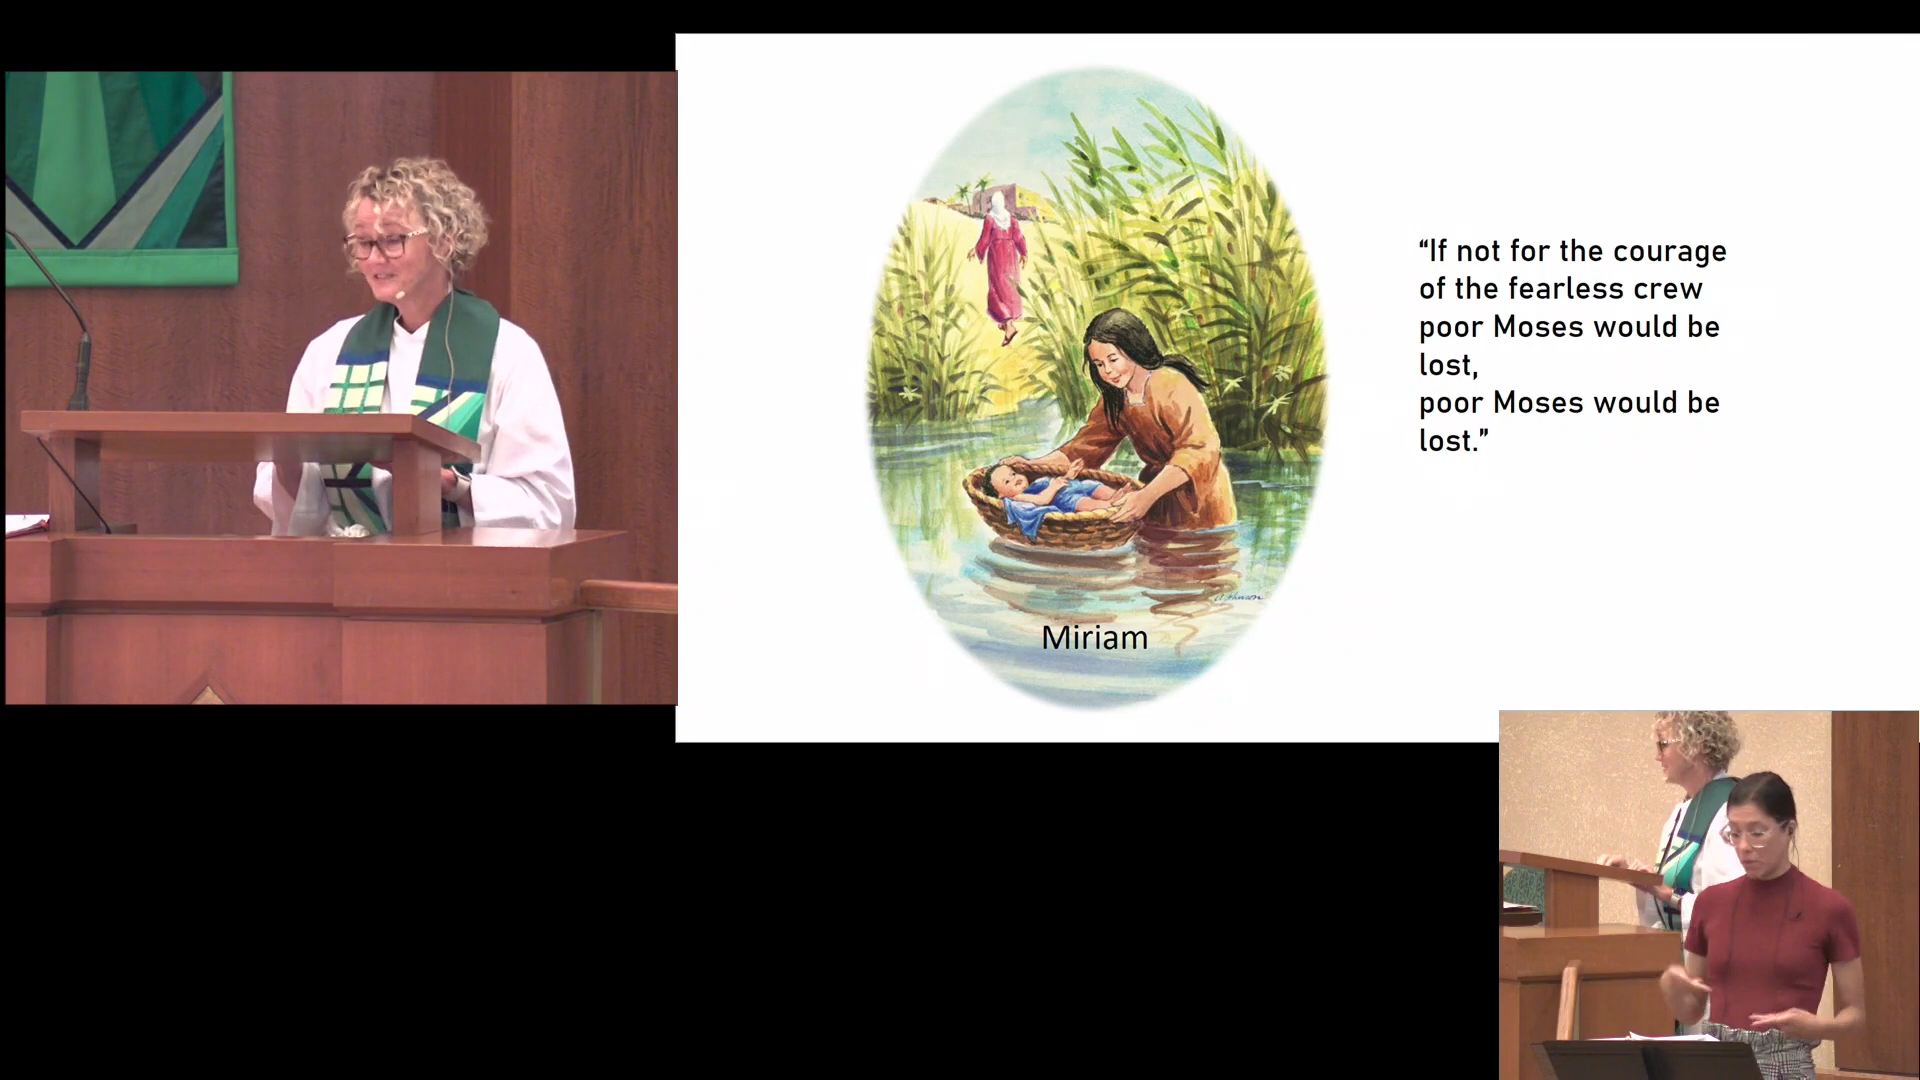 “If not for the courage
of the fearless crew
poor Moses would be
lost,
poor Moses would be
lost.”
Miriam